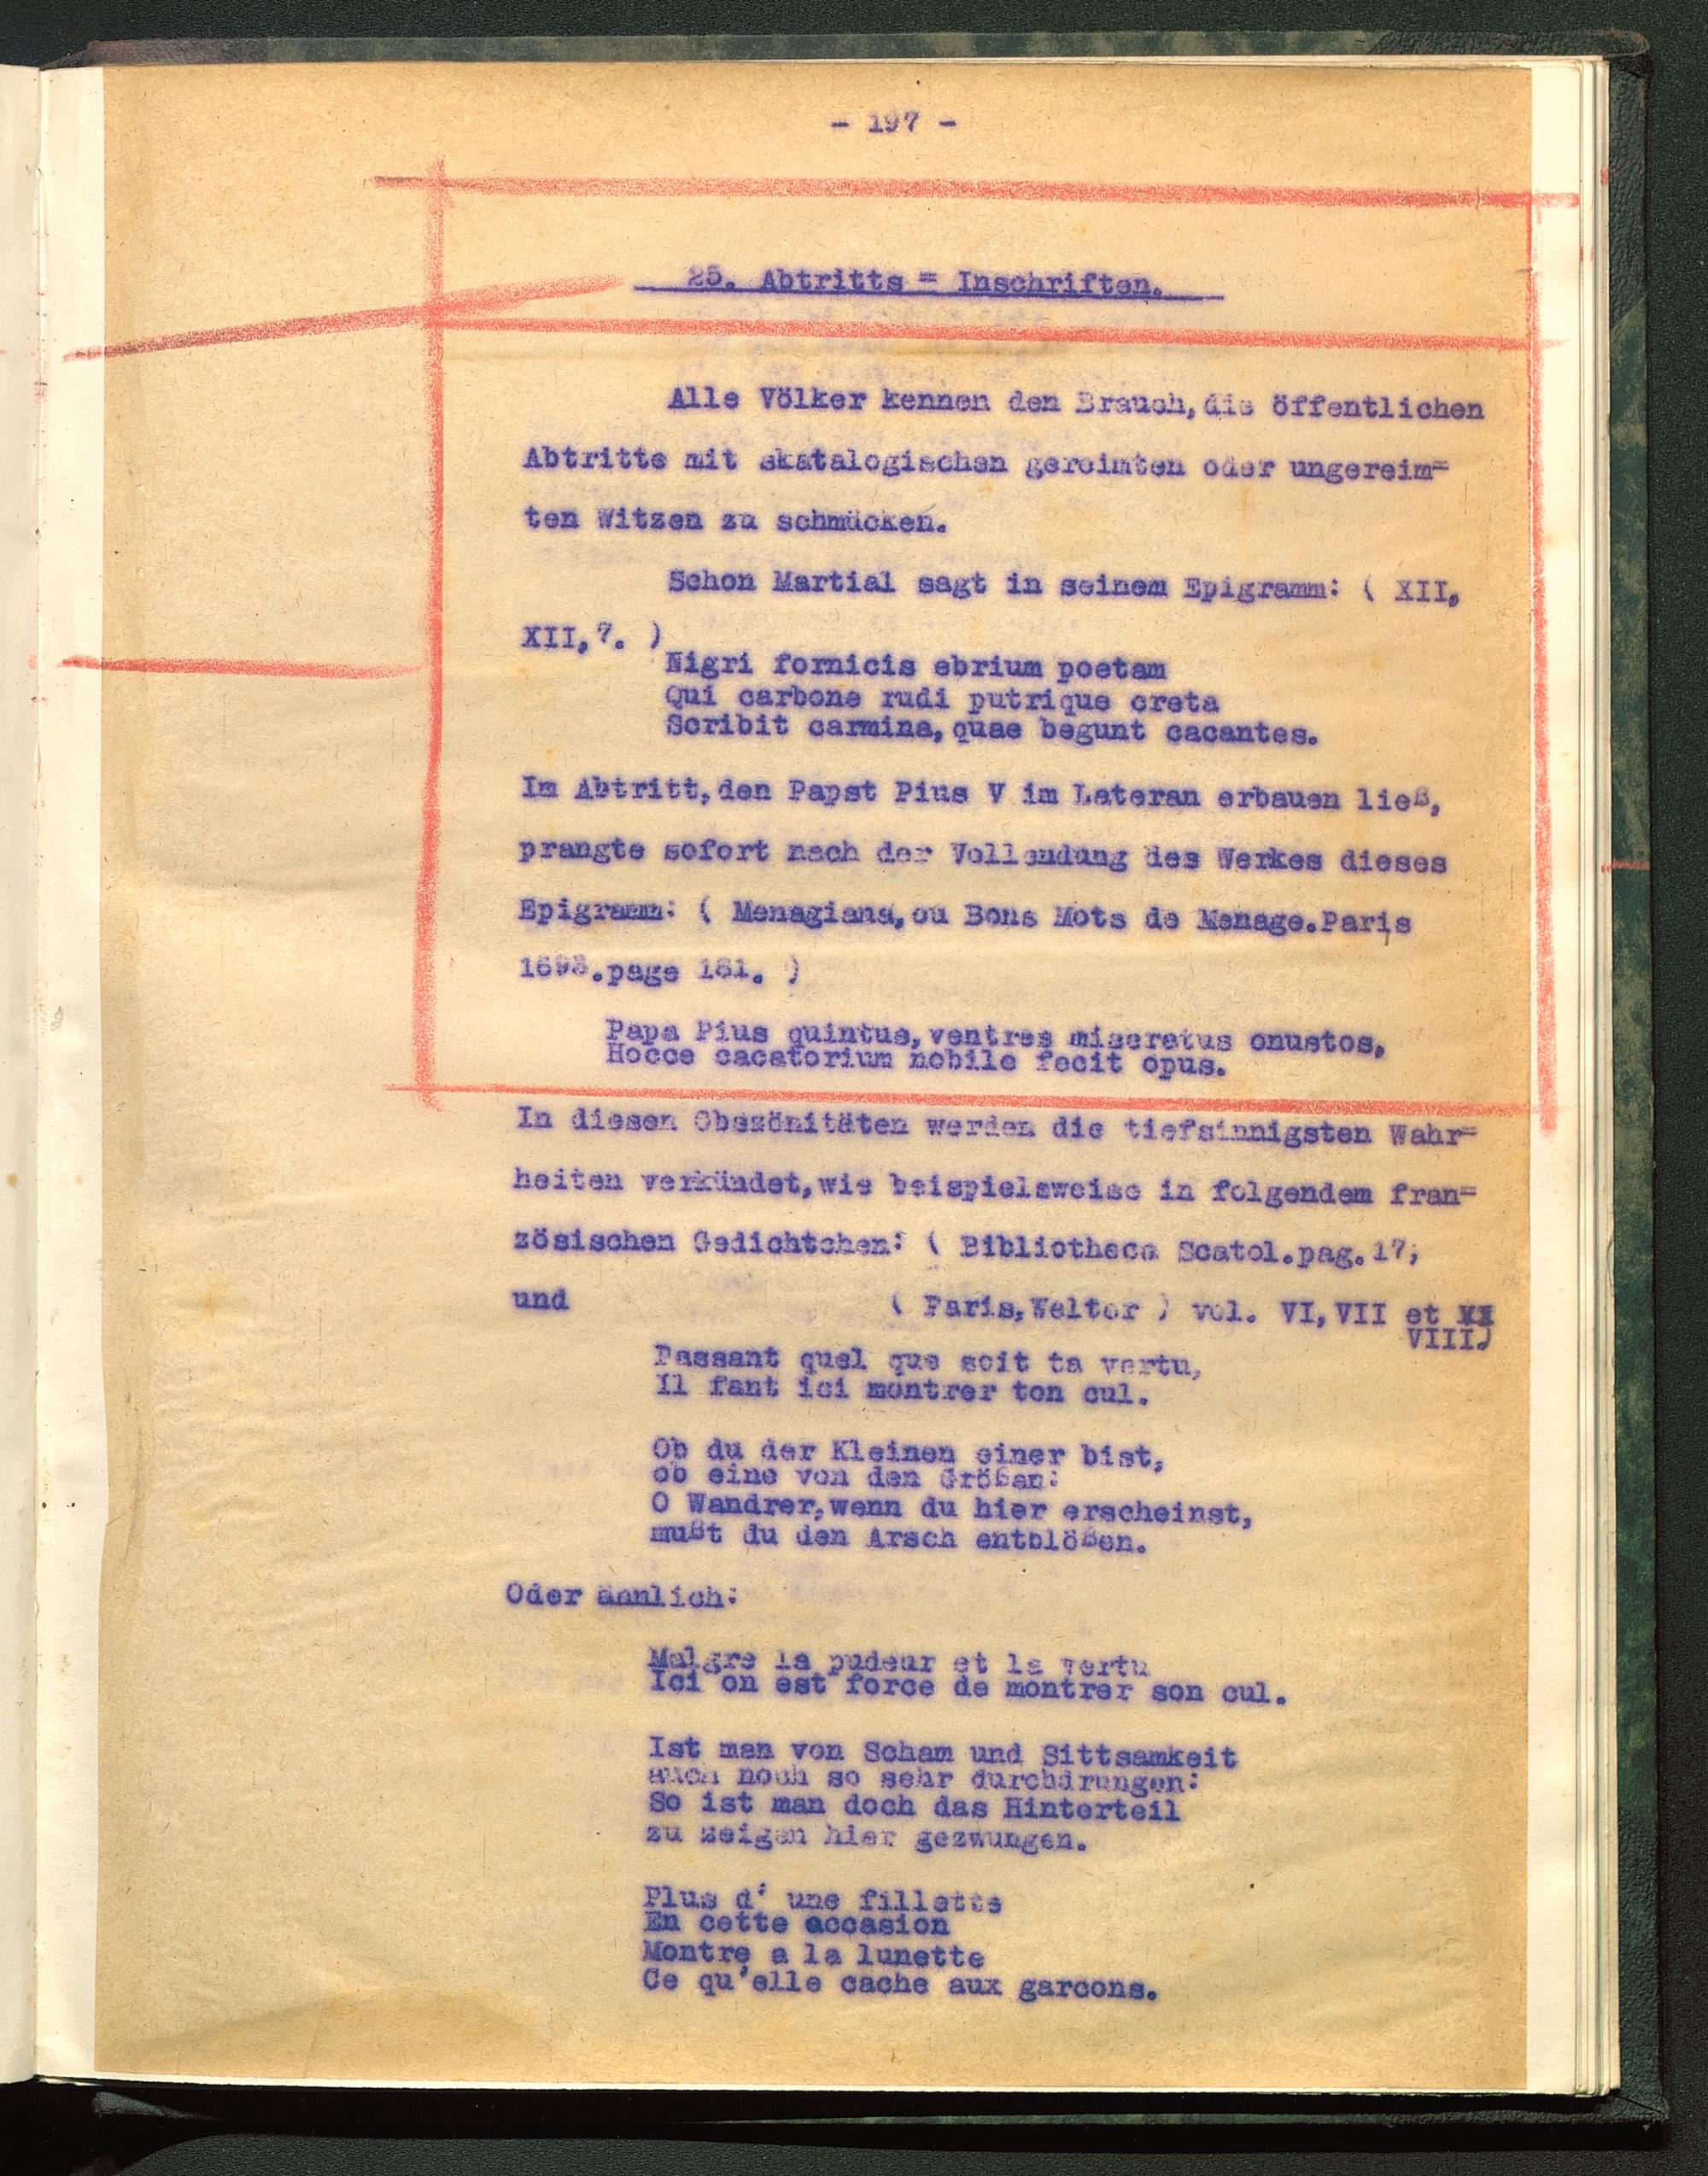 - 197 -
25. Abtritts = Inschriften.
Alle Völker kennen den Brauch, die öffentlichen
Abtritte mit skatalogischen gereimten oder ungereim=
ten Witzen zu schmücken.
Schon Martial sagt in seinem Epigramm: ( XII,
XII,7. )
Nigri fornicis ebrium poetam
Qui carbone rudi putrique creta
Scribit carmina, quae begunt cacantes.
Im Abtritt, den Papst Pius V im Lateran erbauen ließ,
prangte sofort nach der Vollendung des Werkes dieses
Epigramm: ( Menagiana, ou Bons Mots de Menage.Paris
1693.page 181. )
Papa Pius quintus, ventres miseratus onustos,
Hocce cacatorium nobile fecit opus.
In diesen Obszönitäten werden die tiefsinnigsten Wahr=
heiten verkündet, wie beispielsweise in folgendem fran=
zösischen Gedichtchen: ( Bibliotheca Scatol.pag.17;
und ( Paris, Welter ) vol. VI, VII et
VIII)
Passant quel que soit ta vertu,
Il fant ici montrer ton cul.
Ob du der Kleinen einer bist,
ob eine von den Größen:
O Wandrer, wenn du hier erscheinst,
mußt du den Arsch entblößen.
Oder ähnlich:
Malgre la pudeur et la vertu
Ici on est force de montrer son cul.
Ist man von Scham und Sittsamkeit
auch noch so sehr durchdrungen:
So ist man doch das Hinterteil
zu zeigen hier gezwungen.
Plus d' une fillette
En cette accasion
Montre a la lunette
Ce qu'elle cache aux garcons.